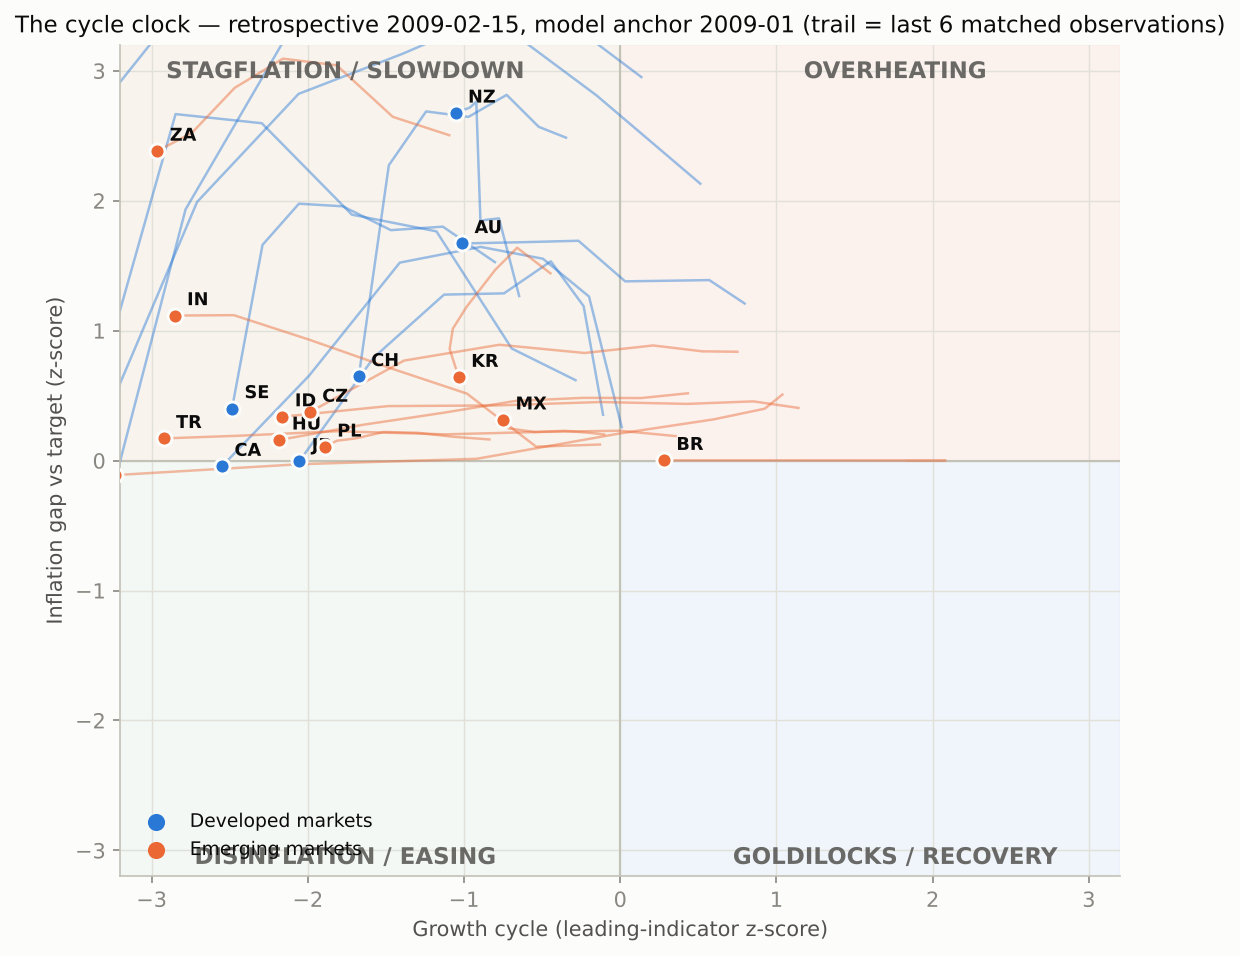 The cycle clock — retrospective 2009-02-15, model anchor 2009-01 (trail = last 6 matched observations)
STAGFLATION / SLOWDOWN
OVERHEATING
NZ
ZA
AU
IN
CH
KR
SE
ID
CZ
MX
TR
HU
PL
BR
CA
Inflation gap vs target (z-score)
3
2
1
0
−1
−2
−3
Developed markets
Emerging markets
DISINFLATION / EASING
GOLDILOCKS / RECOVERY
−3
−2
−1
0
1
2
3
Growth cycle (leading-indicator z-score)